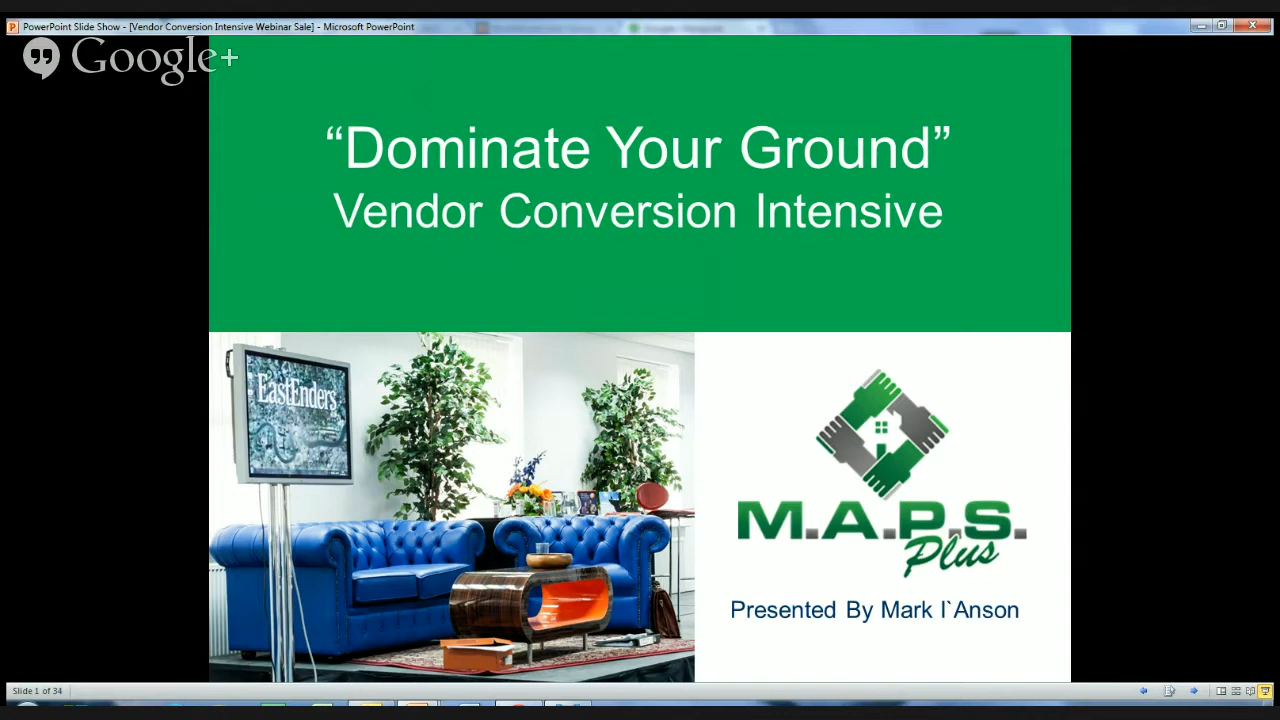 PowerPoint Slide Show - [Vendor Conversion Intensive Webinar Sale] - Microsoft PowerPoint
Google+
“Dominate Your Ground”
Vendor Conversion Intensive
EastEnders
M.A.P.S.
Plus
Presented By Mark I`Anson
Slide 1 of 34